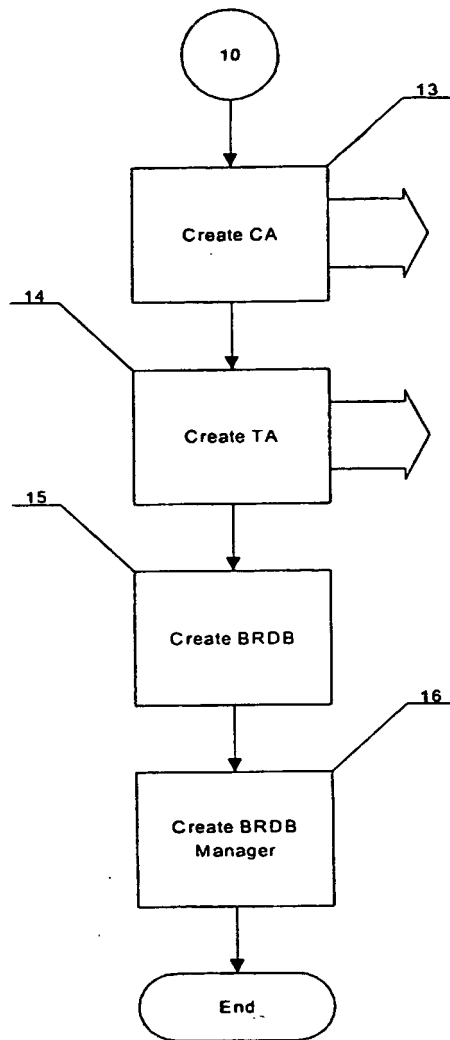 10
13
Create CA
14
Create TA
15
Create BRDB
16
Create BRDB
Manager
End